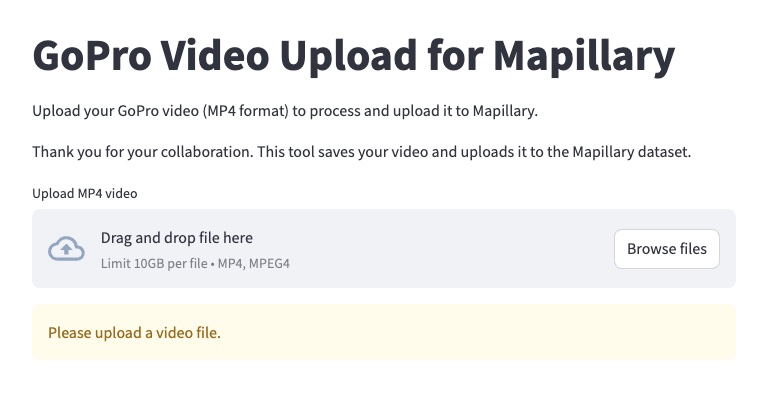 GoPro Video Upload for Mapillary
Upload your GoPro video (MP4 format) to process and upload it to Mapillary.
Thank you for your collaboration. This tool saves your video and uploads it to the Mapillary dataset.
Upload MP4 video
Drag and drop file here
Limit 10GB per file • MP4, MPEG4
Browse files
Please upload a video file.